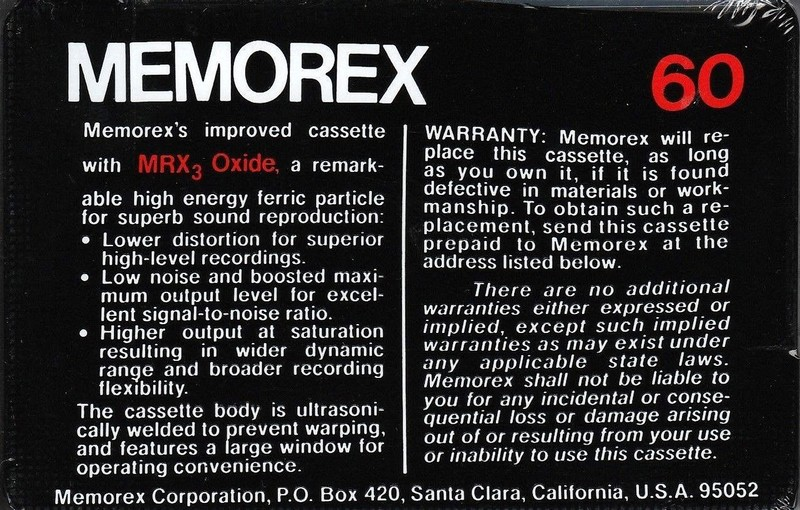 MEMOREX
60
Memorex's improved cassette
with MRX3 Oxide, a remark-
able high energy ferric particle
for superb sound reproduction:
• Lower distortion for superior
high-level recordings.
• Low noise and boosted maxi-
mum output level for excel-
lent signal-to-noise ratio.
• Higher output at saturation
resulting in wider dynamic
range and broader recording
flexibility.
The cassette body is ultrasoni-
cally welded to prevent warping,
and features a large window for
operating convenience.
WARRANTY: Memorex will re-
place this cassette, as long
as you own it, if it is found
defective in materials or work-
manship. To obtain such a re-
placement, send this cassette
prepaid to Memorex at the
address listed below.
There are no additional
warranties either expressed or
implied, except such implied
warranties as may exist under
any applicable state laws.
Memorex shall not be liable to
you for any incidental or conse-
quential loss or damage arising
out of or resulting from your use
or inability to use this cassette.
Memorex Corporation, P.O. Box 420, Santa Clara, California, U.S.A. 95052